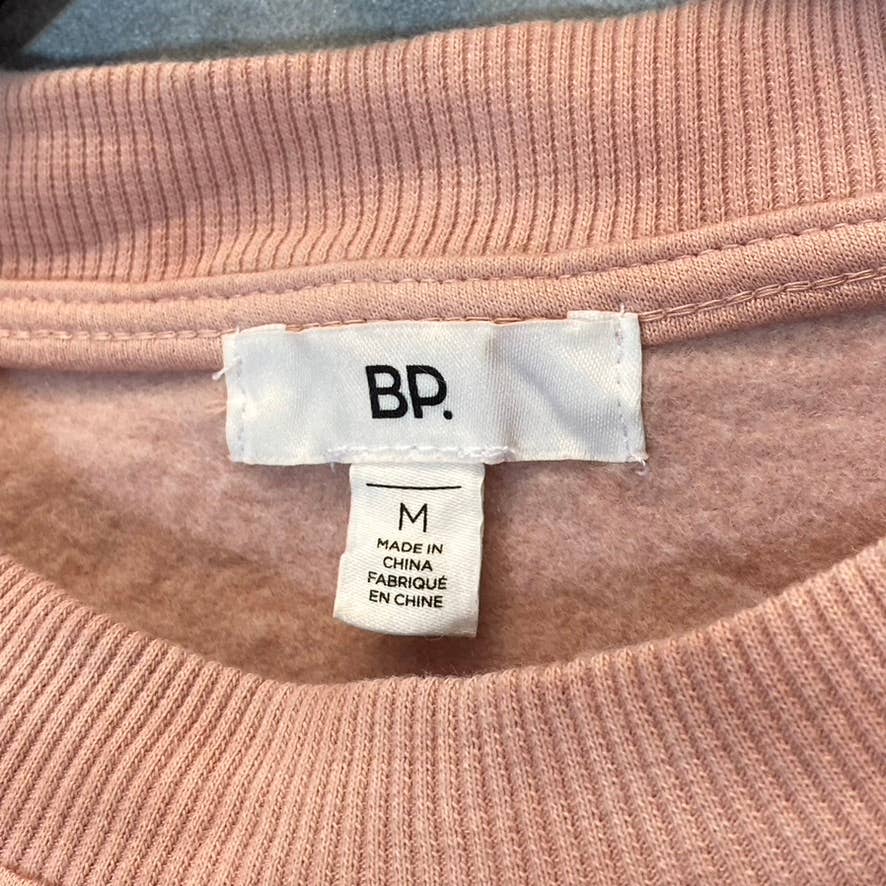 BP.
M
MADE IN
CHINA
FABRIQUÉ
EN CHINE